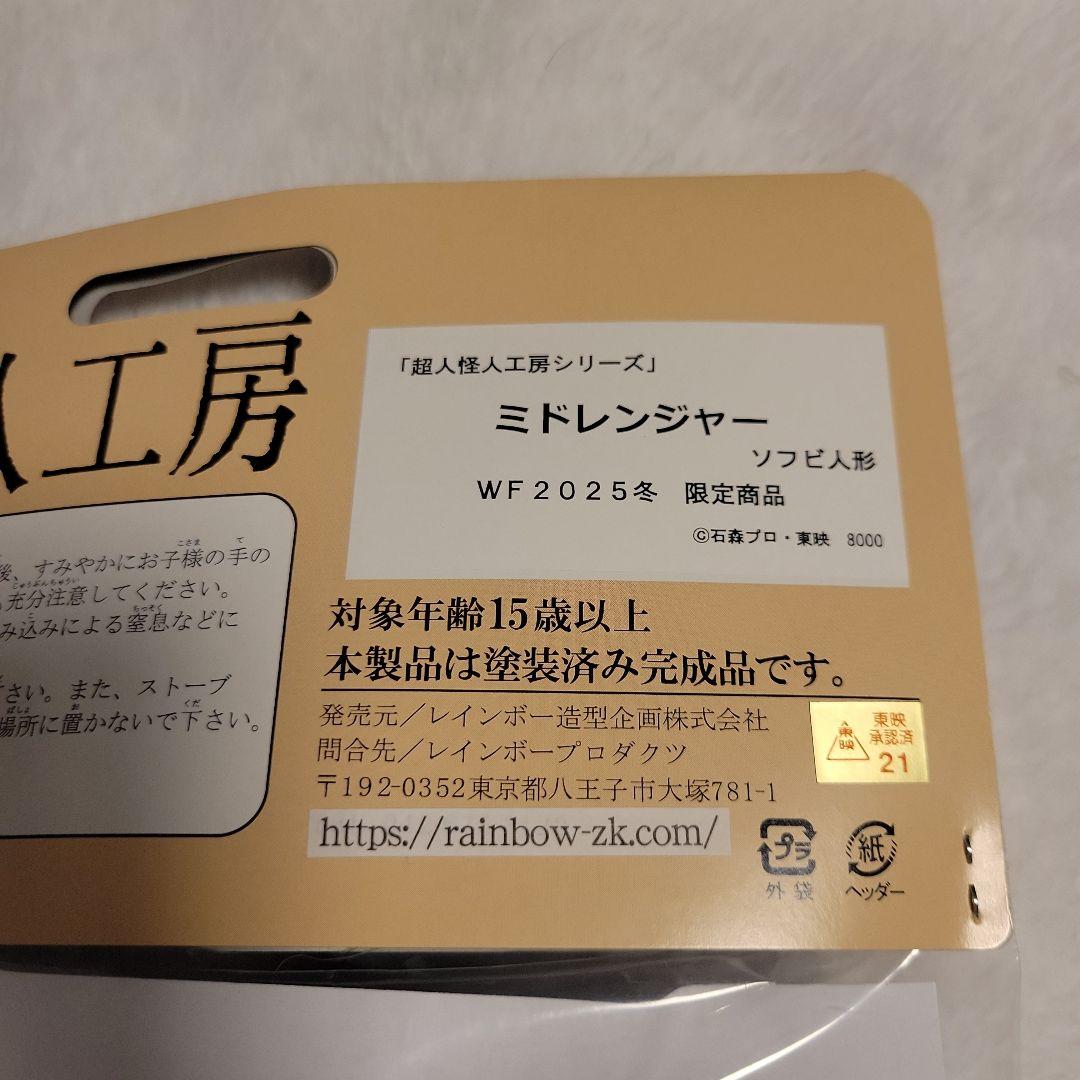 人工房
「超人怪人工房シリーズ」
ミドレンジャー
ソフビ人形
WF2025冬 限定商品
©石森プロ・東映 8000
後、すみやかにお子様の手の
充分注意してください。
み込みによる窒息などに
さい。また、ストーブ
場所に置かないで下さい。
対象年齢15歳以上
本製品は塗装済み完成品です。
発売元／レインボー造型企画株式会社
問合先／レインボープロダクツ
〒192-0352東京都八王子市大塚781-1
https://rainbow-zk.com/
東映
東映
承認済
21
プラ
外袋
紙
ヘッダー